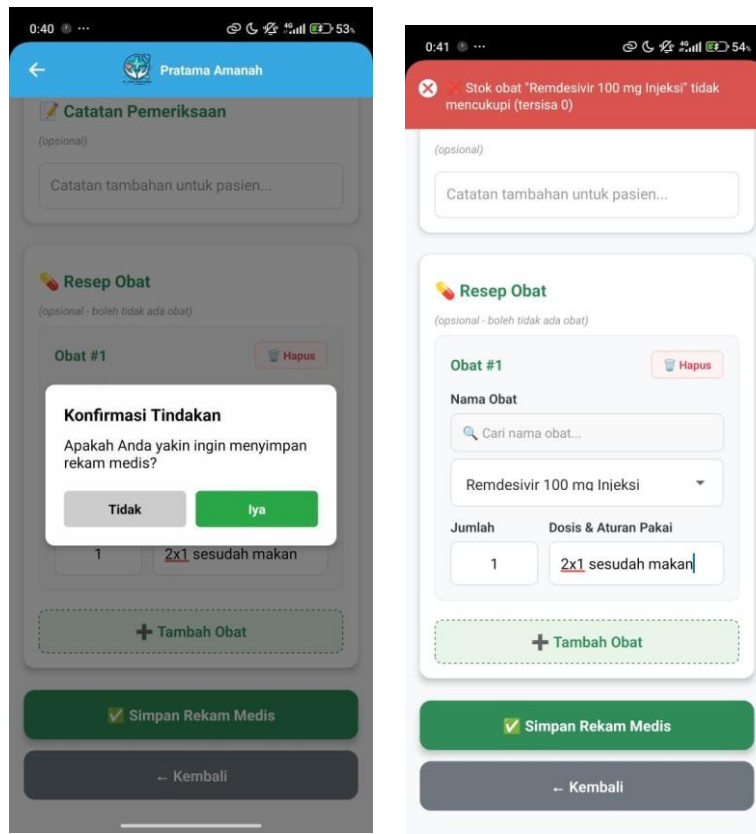 0:40
53%
Pratama Amanah
Catatan Pemeriksaan
(opsional)
Catatan tambahan untuk pasien...
Resep Obat
(opsional - boleh tidak ada obat)
Obat #1
Hapus
Konfirmasi Tindakan
Apakah Anda yakin ingin menyimpan
rekam medis?
Tidak
Iya
1
2x1 sesudah makan
Tambah Obat
Simpan Rekam Medis
← Kembali
0:41
54%
Stok obat "Remdesivir 100 mg Injeksi" tidak
mencukupi (tersisa 0)
(opsional)
Catatan tambahan untuk pasien...
Resep Obat
(opsional - boleh tidak ada obat)
Obat #1
Hapus
Nama Obat
Cari nama obat...
Remdesivir 100 mg Injeksi
Jumlah Dosis & Aturan Pakai
1
2x1 sesudah makan
Tambah Obat
Simpan Rekam Medis
← Kembali